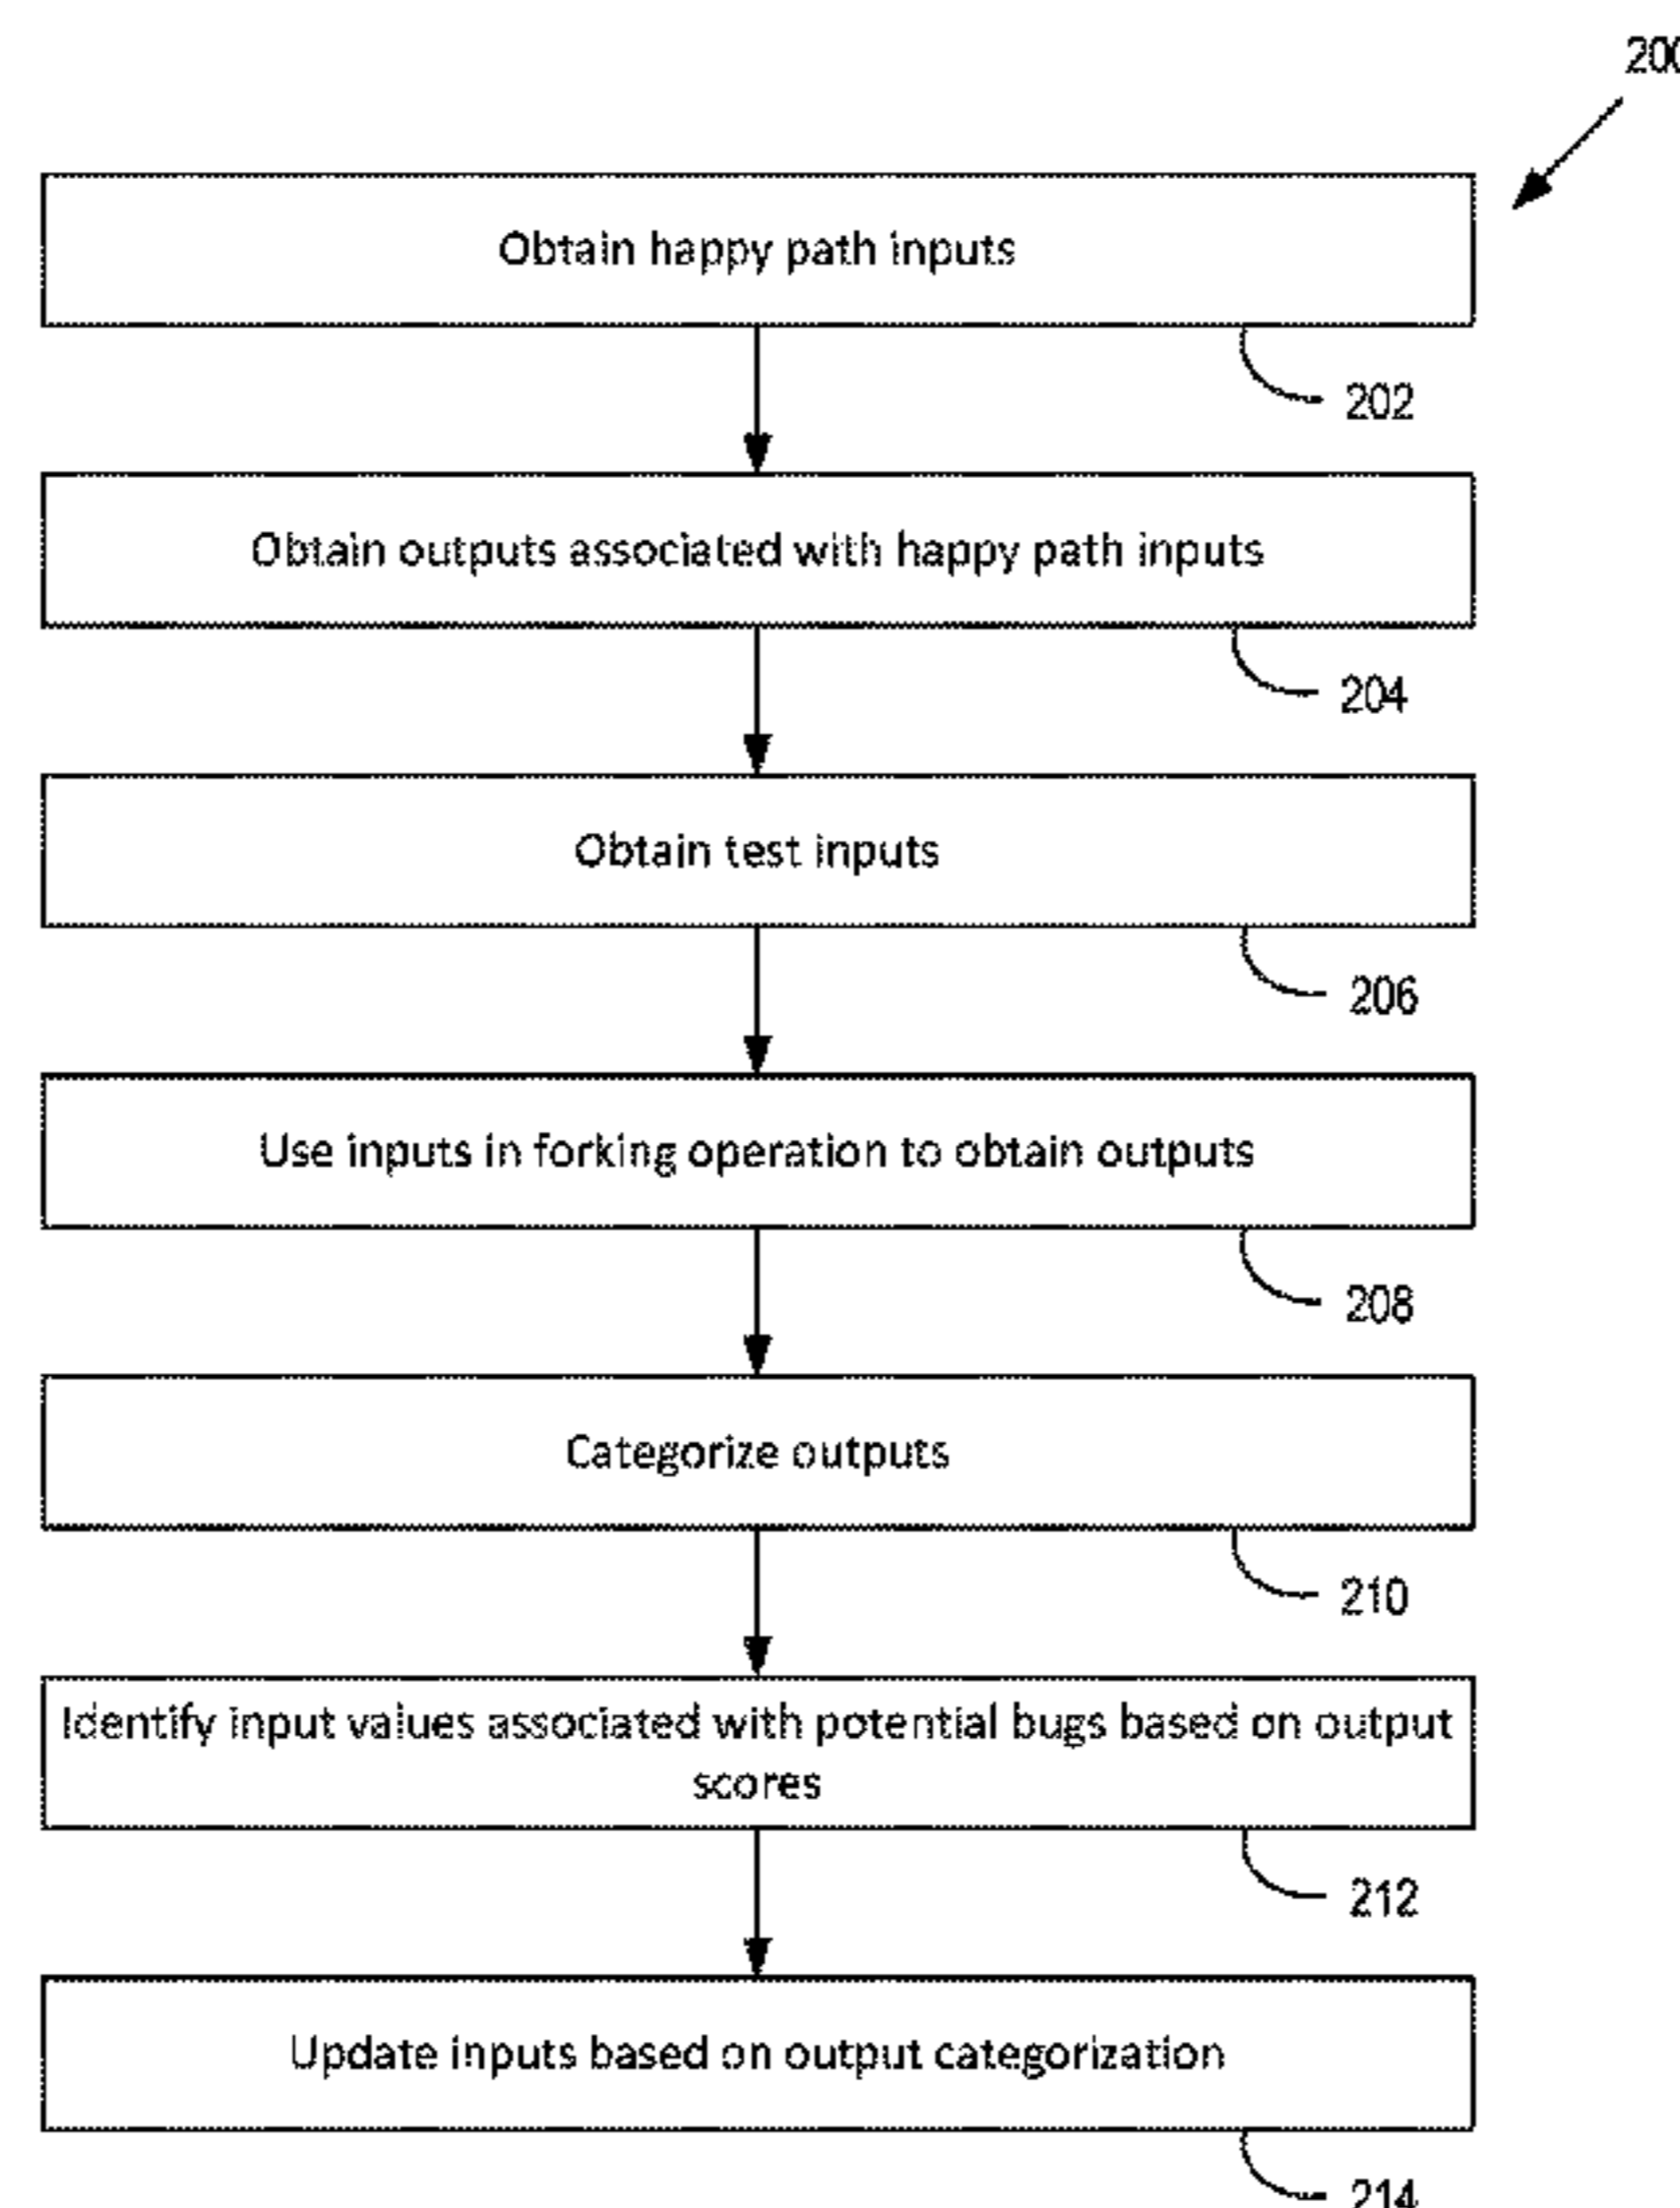 200
Obtain happy path inputs
202
Obtain outputs associated with happy path inputs
204
Obtain test inputs
206
Use inputs in forking operation to obtain outputs
208
Categorize outputs
210
Identify input values associated with potential bugs based on output
scores
212
Update inputs based on output categorization
214